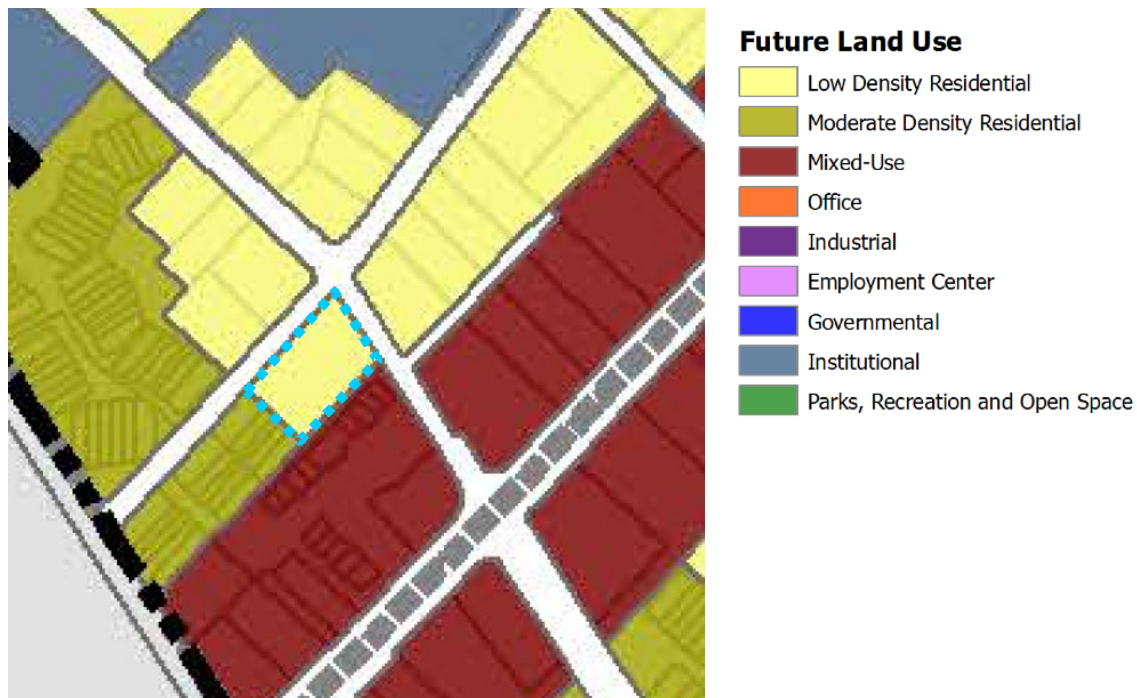 Future Land Use
Low Density Residential
Moderate Density Residential
Mixed-Use
Office
Industrial
Employment Center
Governmental
Institutional
Parks, Recreation and Open Space